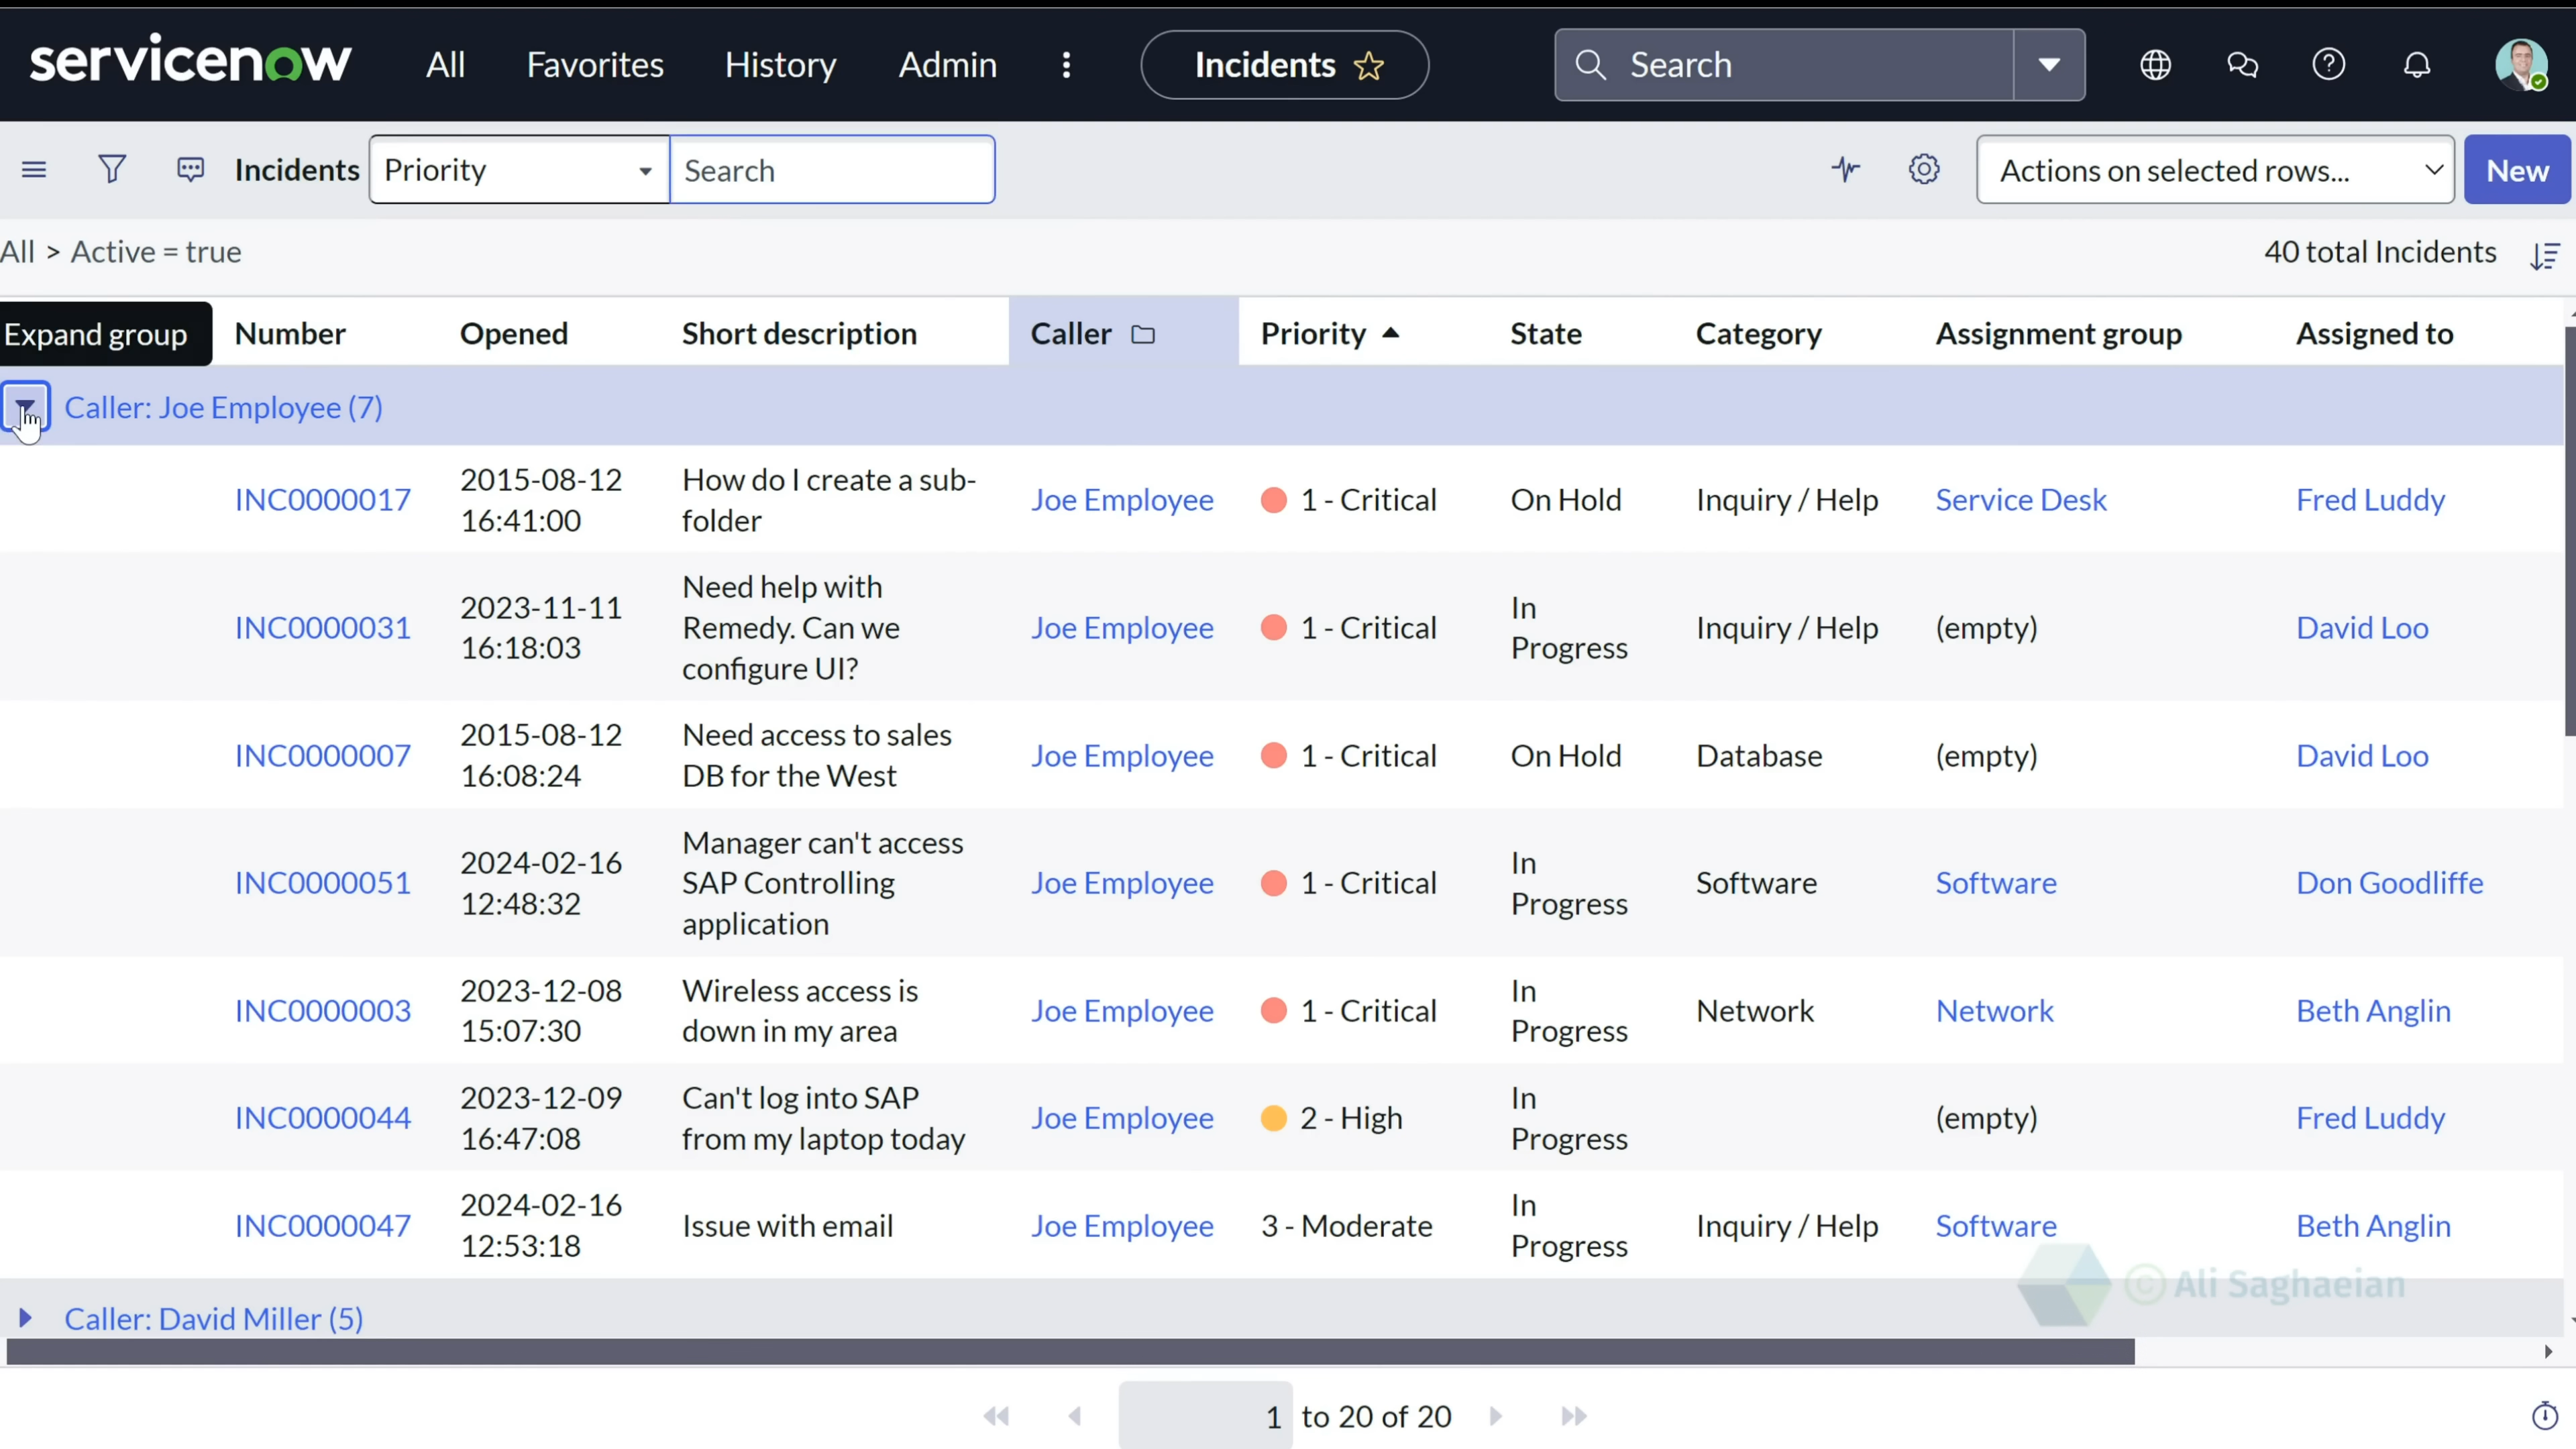 servicenow All Favorites History Admin Incidents Search
Incidents Priority Search Actions on selected rows... New
All > Active = true 40 total Incidents
Expand group Number Opened Short description Caller Priority State Category Assignment group Assigned to
Caller: Joe Employee (7)
INC0000017 2015-08-12 16:41:00 How do I create a sub-folder Joe Employee 1 - Critical On Hold Inquiry / Help Service Desk Fred Luddy
INC0000031 2023-11-11 16:18:03 Need help with Remedy. Can we configure UI? Joe Employee 1 - Critical In Progress Inquiry / Help (empty) David Loo
INC0000007 2015-08-12 16:08:24 Need access to sales DB for the West Joe Employee 1 - Critical On Hold Database (empty) David Loo
INC0000051 2024-02-16 12:48:32 Manager can't access SAP Controlling application Joe Employee 1 - Critical In Progress Software Software Don Goodliffe
INC0000003 2023-12-08 15:07:30 Wireless access is down in my area Joe Employee 1 - Critical In Progress Network Network Beth Anglin
INC0000044 2023-12-09 16:47:08 Can't log into SAP from my laptop today Joe Employee 2 - High In Progress (empty) Fred Luddy
INC0000047 2024-02-16 12:53:18 Issue with email Joe Employee 3 - Moderate In Progress Inquiry / Help Software Beth Anglin
© Ali Saghaeian
Caller: David Miller (5)
1 to 20 of 20